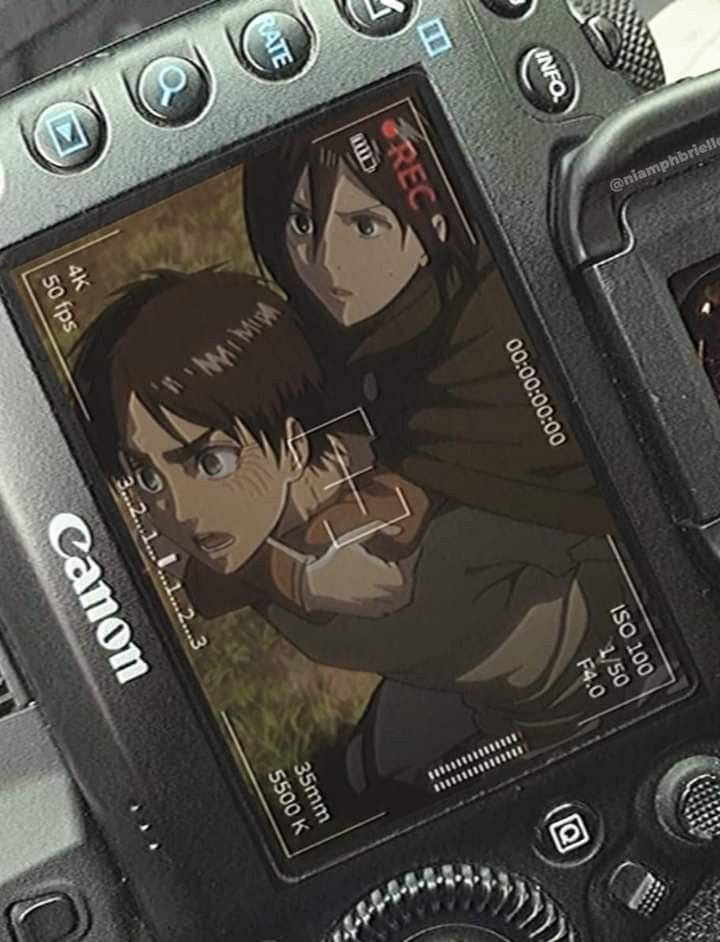 RATE
INFO.
@niamphbrielle
REC
4K
50 fps
00:00:00:00
3...2...1...1...2...3
Canon
ISO 100
1/50
F4.0
35mm
5500 K